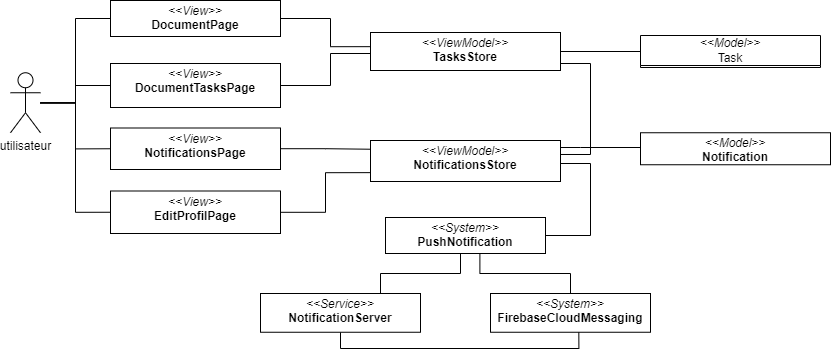 <<View>>
DocumentPage
<<ViewModel>>
TasksStore
<<Model>>
Task
<<View>>
DocumentTasksPage
utilisateur
<<View>>
NotificationsPage
<<ViewModel>>
NotificationsStore
<<Model>>
Notification
<<View>>
EditProfilPage
<<System>>
PushNotification
<<Service>>
NotificationServer
<<System>>
FirebaseCloudMessaging